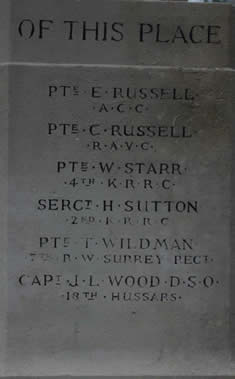 OF THIS PLACE
PTE E·RUSSELL
·A·C·C·
PTE C·RUSSELL·
·R·A·V·C·
PTE W·STARR·
·4TH·K·R·R·C·
SERGT H·SUTTON
·2ND·K·R·R·C·
PTE T·WILDMAN·
7TH R·W·SURREY REGT·
CAPT J·L·WOOD·D·S·O·
·18TH·HUSSARS·